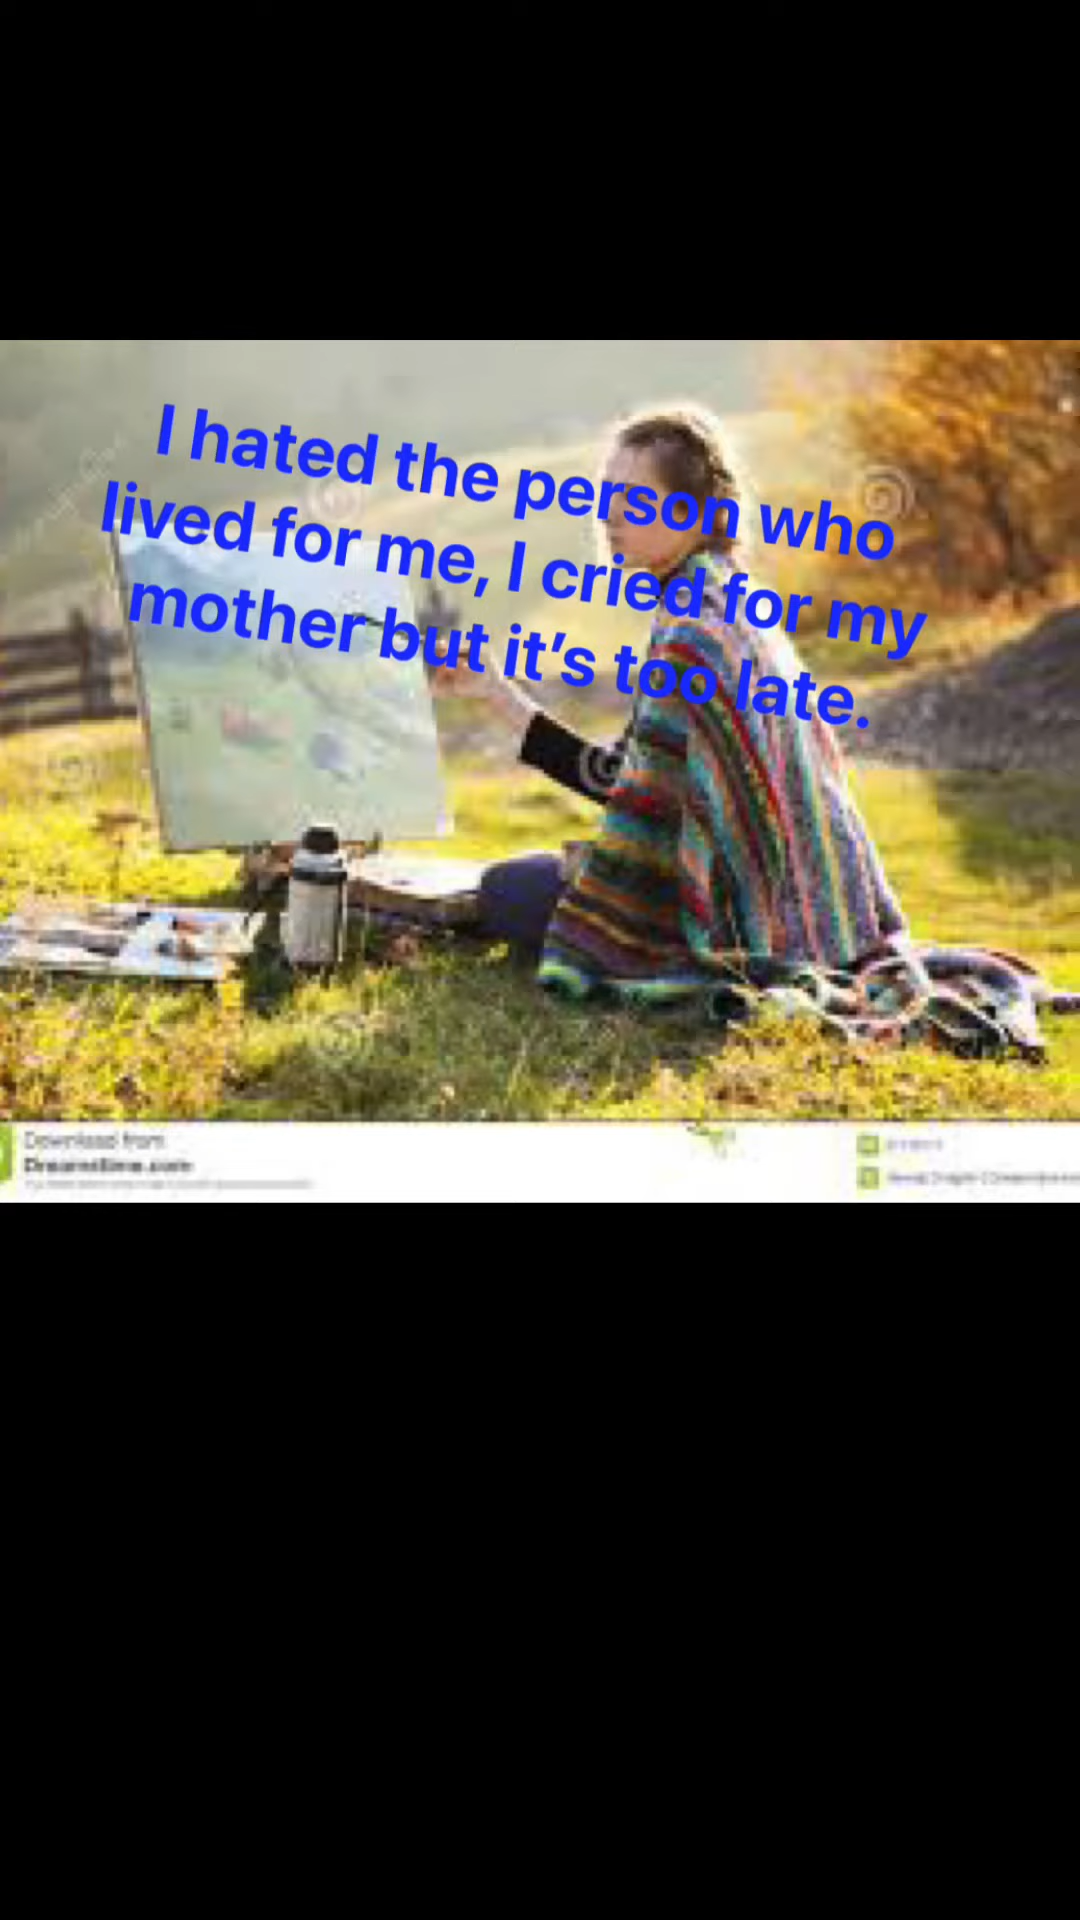 I hated the person who
lived for me, I cried for my
mother but it’s too late.
Download from
Dreamstime.com